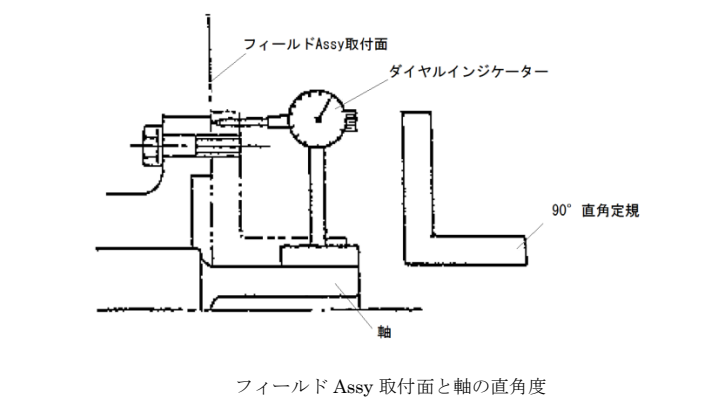 フィールドAssy取付面
ダイヤルインジケーター
90°直角定規
軸
フィールド Assy 取付面と軸の直角度